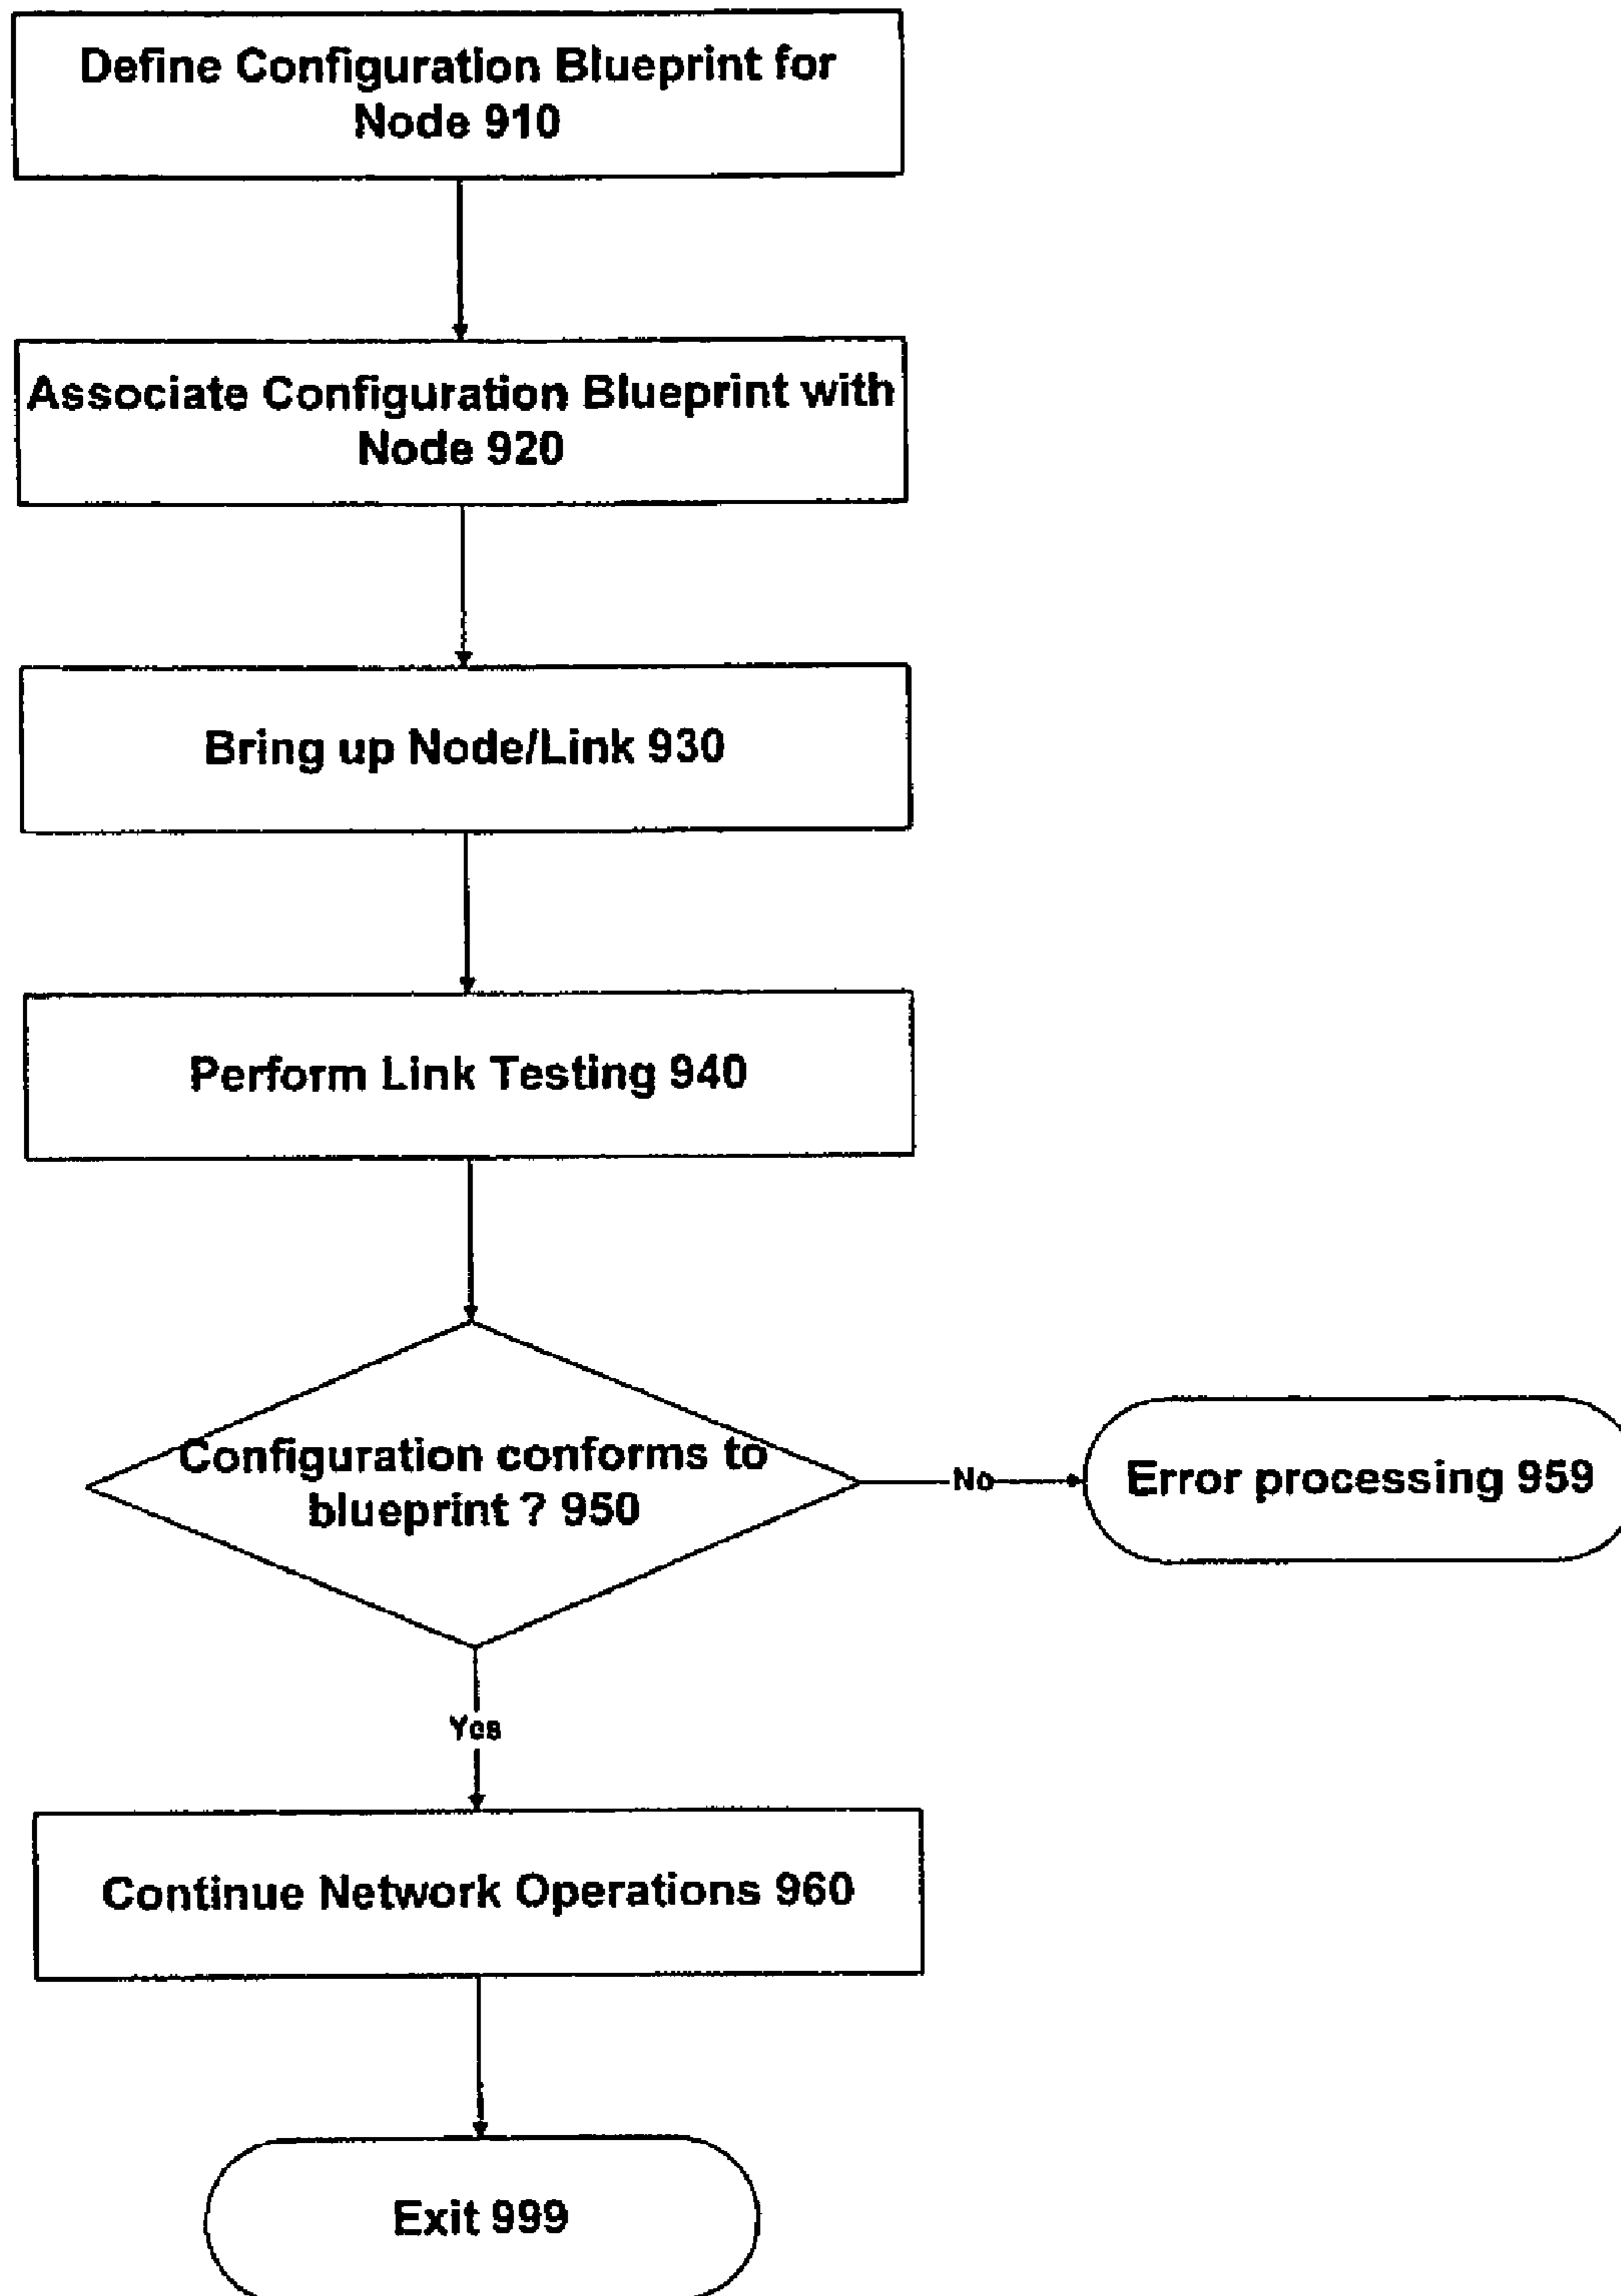 Define Configuration Blueprint for
Node 910
Associate Configuration Blueprint with
Node 920
Bring up Node/Link 930
Perform Link Testing 940
Configuration conforms to
blueprint ? 950
No
Error processing 959
Yes
Continue Network Operations 960
Exit 999